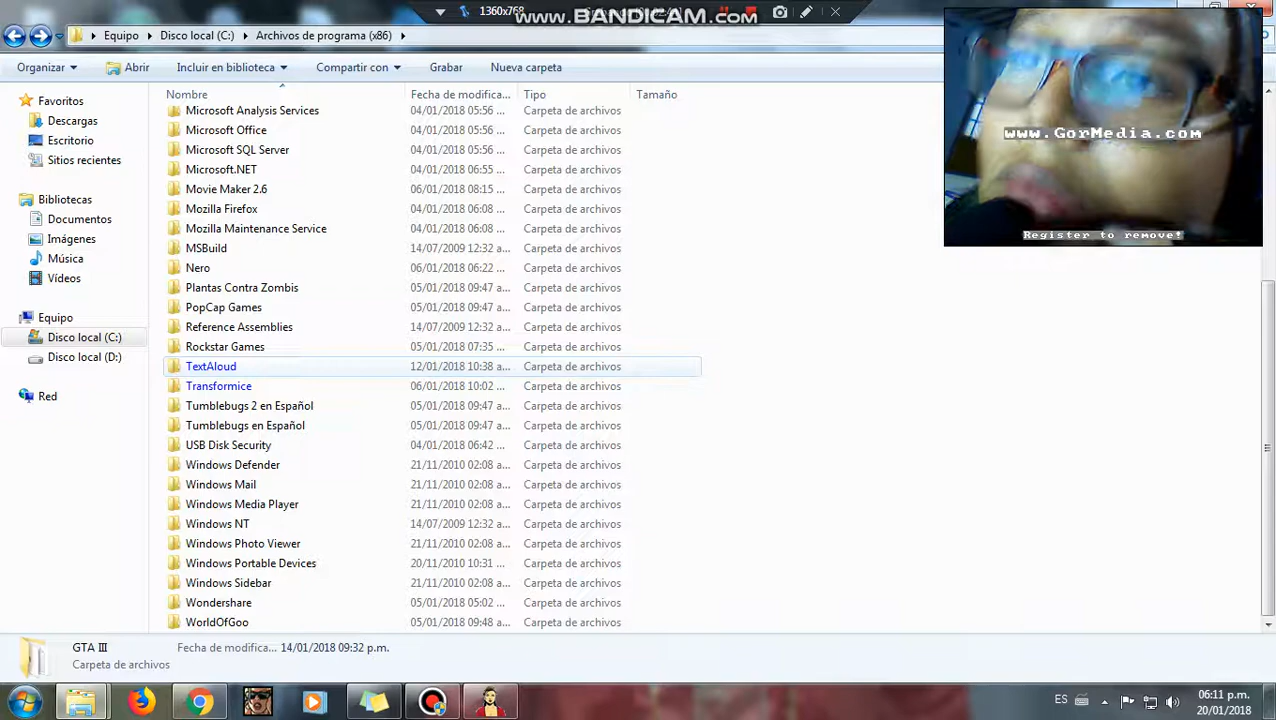 1360x768
www.BANDICAM.com
Equipo Disco local (C:) Archivos de programa (x86)
Organizar Abrir Incluir en biblioteca Compartir con Grabar Nueva carpeta
Nombre Fecha de modifica... Tipo Tamaño
Favoritos
Descargas
Escritorio
Sitios recientes
Bibliotecas
Documentos
Imágenes
Música
Vídeos
Equipo
Disco local (C:)
Disco local (D:)
Red
Microsoft Analysis Services 04/01/2018 05:56 ... Carpeta de archivos
Microsoft Office 04/01/2018 05:56 ... Carpeta de archivos
Microsoft SQL Server 04/01/2018 05:56 ... Carpeta de archivos
Microsoft.NET 04/01/2018 06:55 ... Carpeta de archivos
Movie Maker 2.6 06/01/2018 08:15 ... Carpeta de archivos
Mozilla Firefox 04/01/2018 06:08 ... Carpeta de archivos
Mozilla Maintenance Service 04/01/2018 06:08 ... Carpeta de archivos
MSBuild 14/07/2009 12:32 a... Carpeta de archivos
Nero 06/01/2018 06:22 ... Carpeta de archivos
Plantas Contra Zombis 05/01/2018 09:47 ... Carpeta de archivos
PopCap Games 05/01/2018 09:47 ... Carpeta de archivos
Reference Assemblies 14/07/2009 12:32 a... Carpeta de archivos
Rockstar Games 05/01/2018 07:35 ... Carpeta de archivos
TextAloud 12/01/2018 10:38 a... Carpeta de archivos
Transformice 06/01/2018 10:02 ... Carpeta de archivos
Tumblebugs 2 en Español 05/01/2018 09:47 ... Carpeta de archivos
Tumblebugs en Español 05/01/2018 09:47 ... Carpeta de archivos
USB Disk Security 04/01/2018 06:42 ... Carpeta de archivos
Windows Defender 21/11/2010 02:08 a... Carpeta de archivos
Windows Mail 21/11/2010 02:08 a... Carpeta de archivos
Windows Media Player 21/11/2010 02:08 a... Carpeta de archivos
Windows NT 14/07/2009 12:32 a... Carpeta de archivos
Windows Photo Viewer 21/11/2010 02:08 a... Carpeta de archivos
Windows Portable Devices 20/11/2010 10:31 ... Carpeta de archivos
Windows Sidebar 21/11/2010 02:08 a... Carpeta de archivos
Wondershare 05/01/2018 05:02 ... Carpeta de archivos
WorldOfGoo 05/01/2018 09:48 ... Carpeta de archivos
www.GorMedia.com
Register to remove!
GTA III Fecha de modifica... 14/01/2018 09:32 p.m.
Carpeta de archivos
ES
06:11 p.m.
20/01/2018